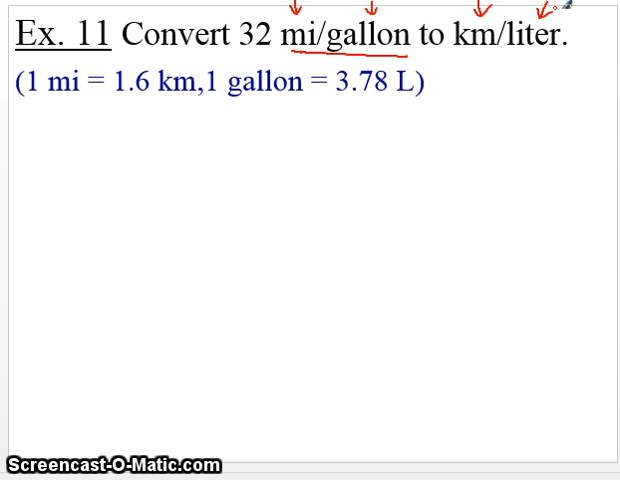 Ex. 11 Convert 32 mi/gallon to km/liter.
(1 mi = 1.6 km,1 gallon = 3.78 L)
Screencast-O-Matic.com